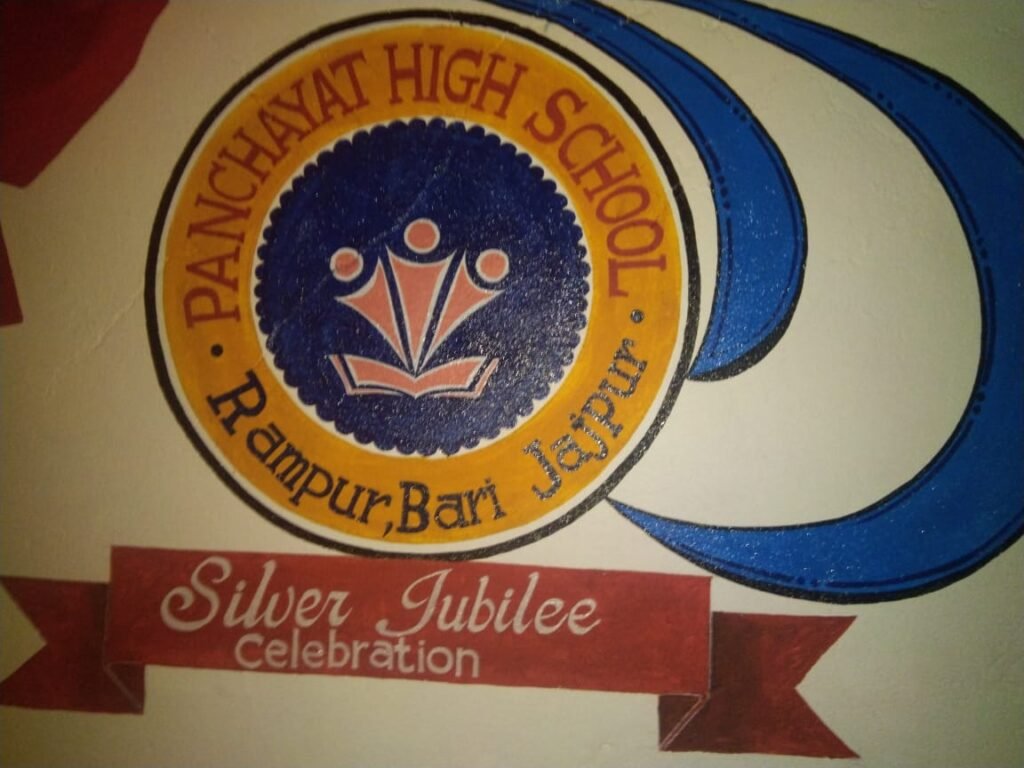 PANCHAYAT HIGH SCHOOL
Rampur, Bari Jajpur
Silver Jubilee
Celebration